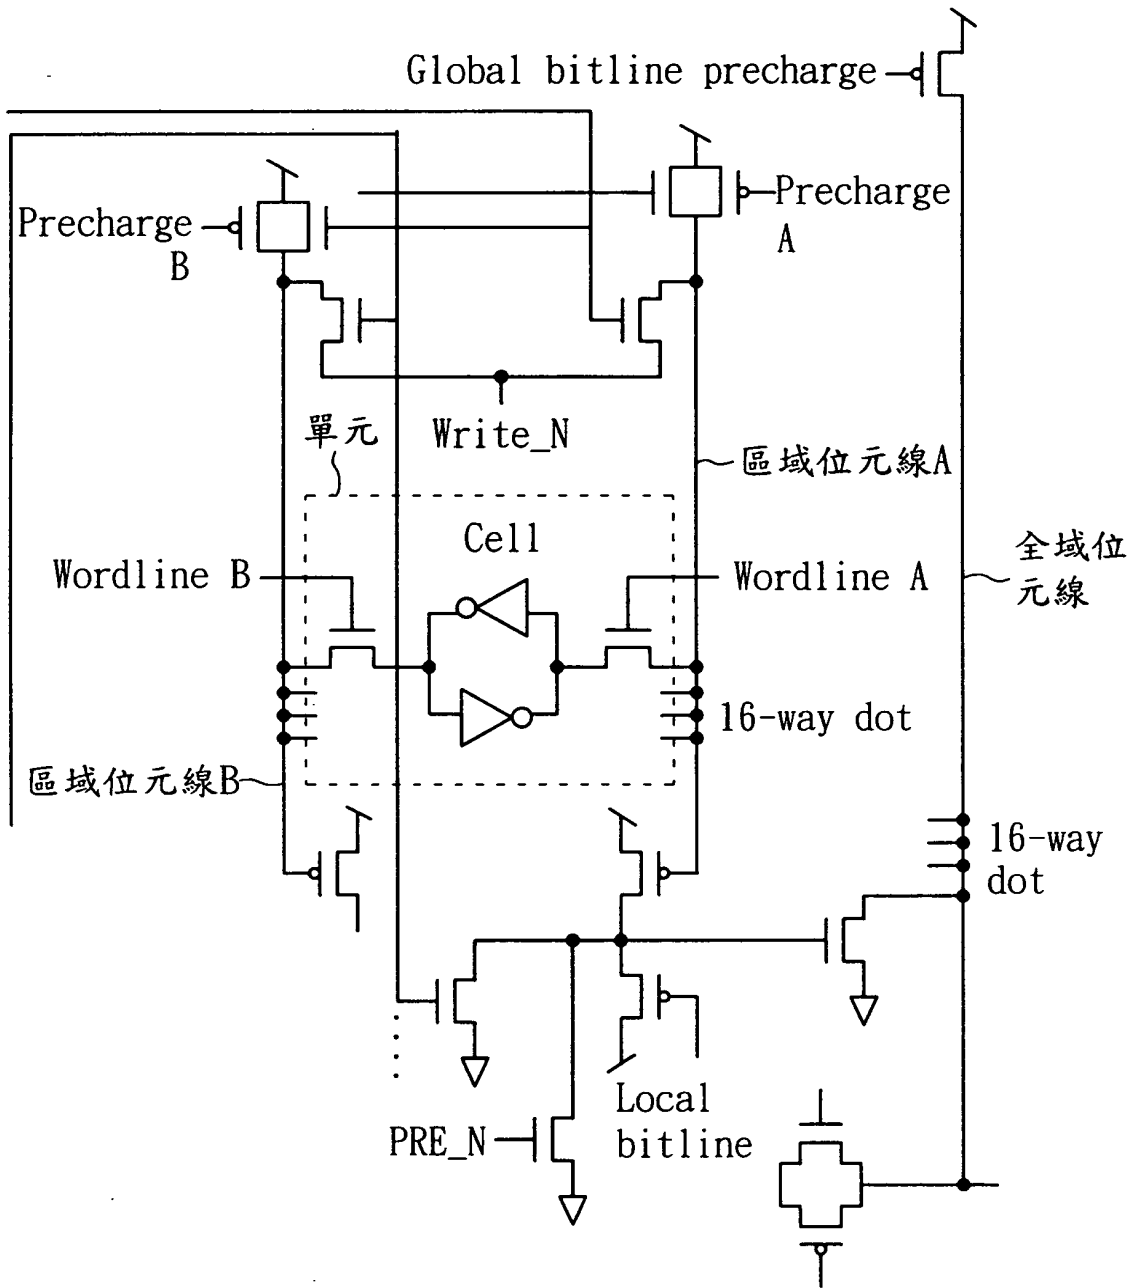 Global bitline precharge
Precharge
A
Precharge
B
Write_N
單元
區域位元線A
Cell
全域位
元線
Wordline B
Wordline A
16-way dot
區域位元線B
16-way
dot
Local
bitline
PRE_N